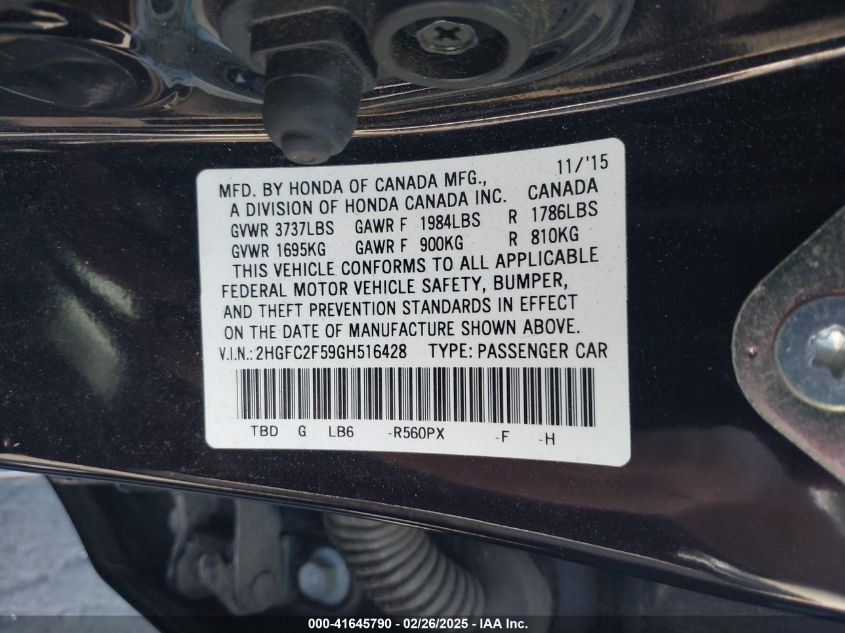 11/'15
MFD. BY HONDA OF CANADA MFG.,
A DIVISION OF HONDA CANADA INC. CANADA
GVWR 3737LBS GAWR F 1984LBS R 1786LBS
GVWR 1695KG GAWR F 900KG R 810KG
THIS VEHICLE CONFORMS TO ALL APPLICABLE
FEDERAL MOTOR VEHICLE SAFETY, BUMPER,
AND THEFT PREVENTION STANDARDS IN EFFECT
ON THE DATE OF MANUFACTURE SHOWN ABOVE.
V.I.N.: 2HGFC2F59GH516428 TYPE: PASSENGER CAR
TBD G LB6 -R560PX -F -H
000-41645790 — 02/26/2025 — IAA Inc.